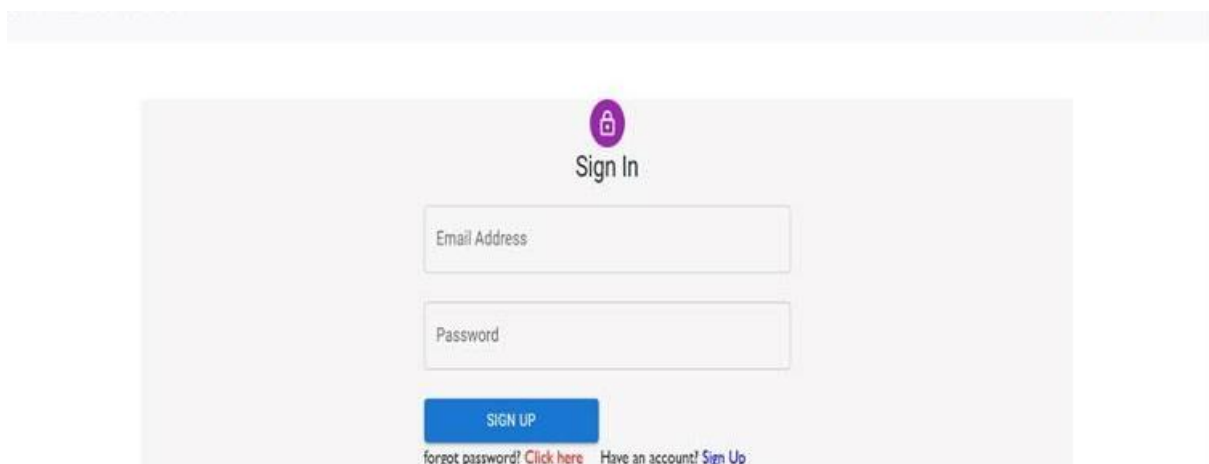 Sign In
Email Address
Password
SIGN UP
forgot password? Click here Have an account? Sign Up